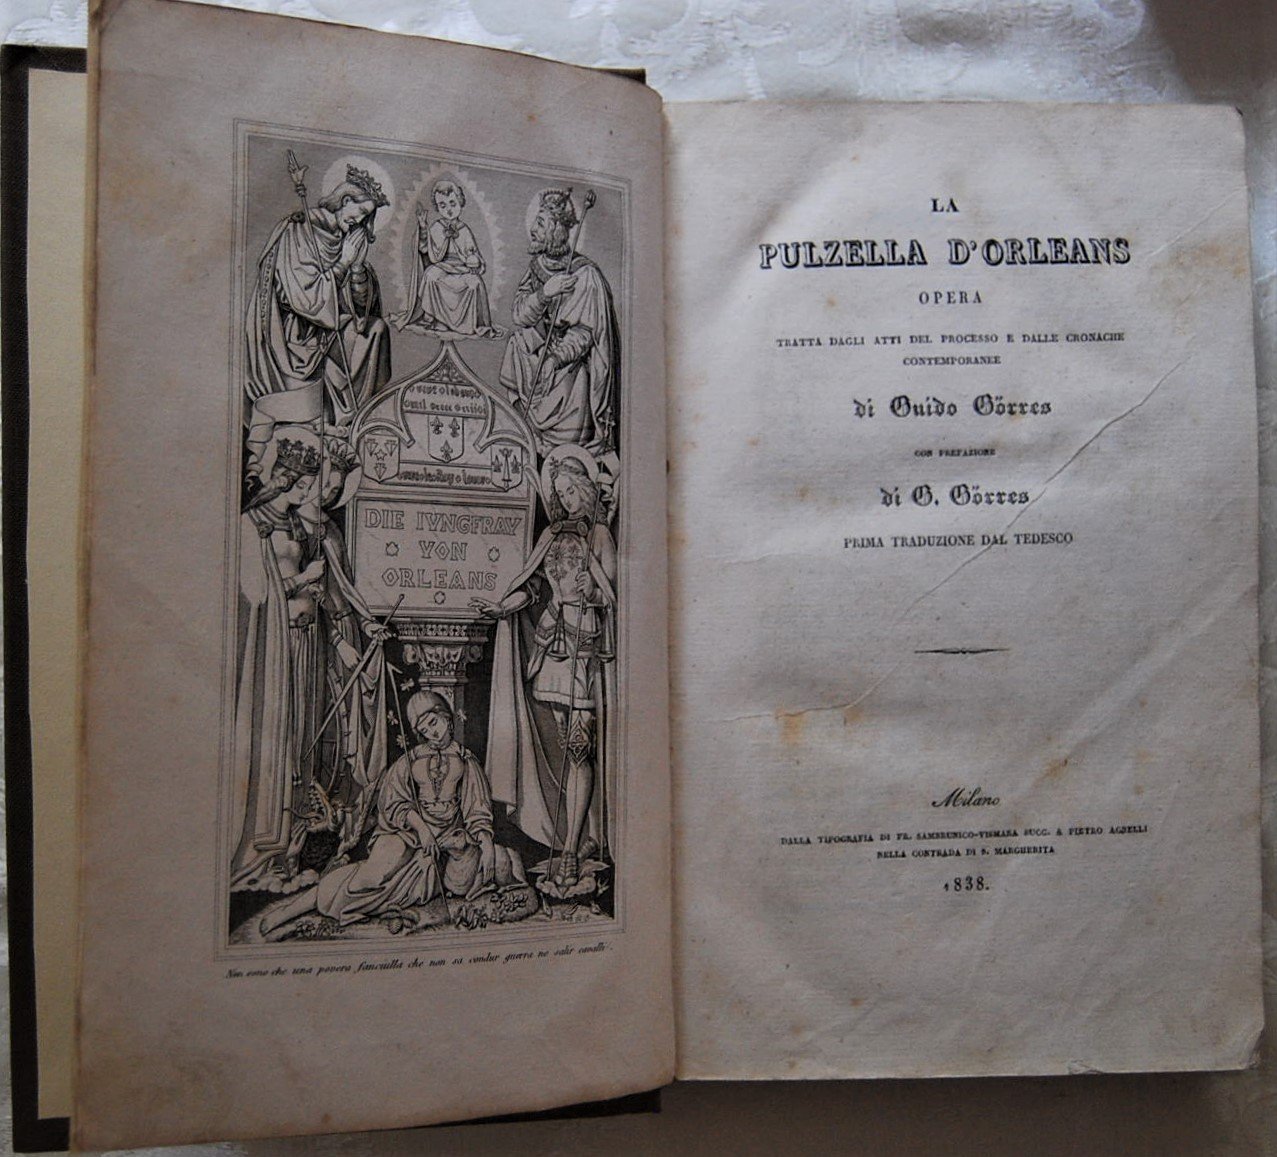 DIE IVNGFRAV
VON
ORLEANS
Non sono che una povera fanciulla che non sa condur guerra ne salir cavalli.
LA
PULZELLA D'ORLEANS
OPERA
TRATTA DAGLI ATTI DEL PROCESSO E DALLE CRONACHE
CONTEMPORANEE
di Guido Görres
CON PREFAZIONE
di G. Görres
PRIMA TRADUZIONE DAL TEDESCO
Milano
DALLA TIPOGRAFIA DI FR. SAMBRUNICO-VISMARA SUCC. A PIETRO AGNELLI
NELLA CONTRADA DI S. MARGHERITA
1838.